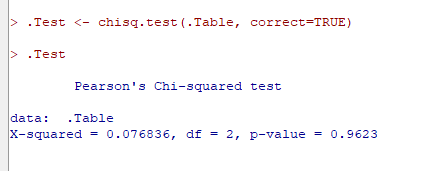 > .Test <- chisq.test(.Table, correct=TRUE)
> .Test
Pearson's Chi-squared test
data:  .Table
X-squared = 0.076836, df = 2, p-value = 0.9623